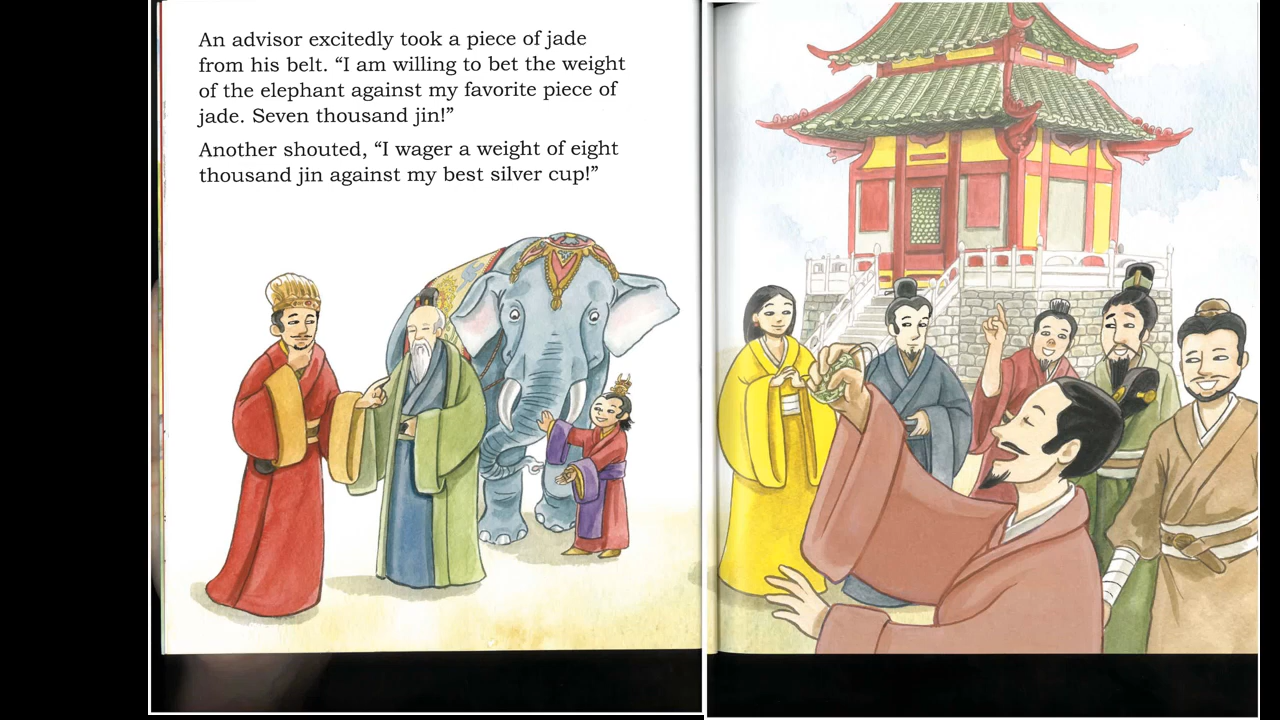 An advisor excitedly took a piece of jade
from his belt. “I am willing to bet the weight
of the elephant against my favorite piece of
jade. Seven thousand jin!”
Another shouted, “I wager a weight of eight
thousand jin against my best silver cup!”